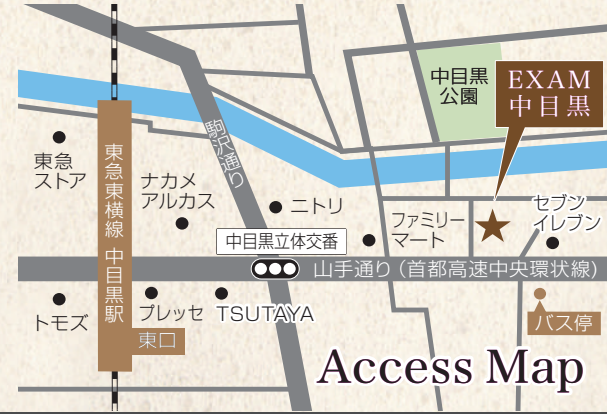 中目黒
公園
EXAM
中目黒
駒沢通り
東急
ストア
東急東横線 中目黒駅
ナカメ
アルカス
ニトリ
ファミリー
マート
セブン
イレブン
中目黒立体交番
山手通り（首都高速中央環状線）
トモズ
プレッセ
TSUTAYA
バス停
東口
Access Map